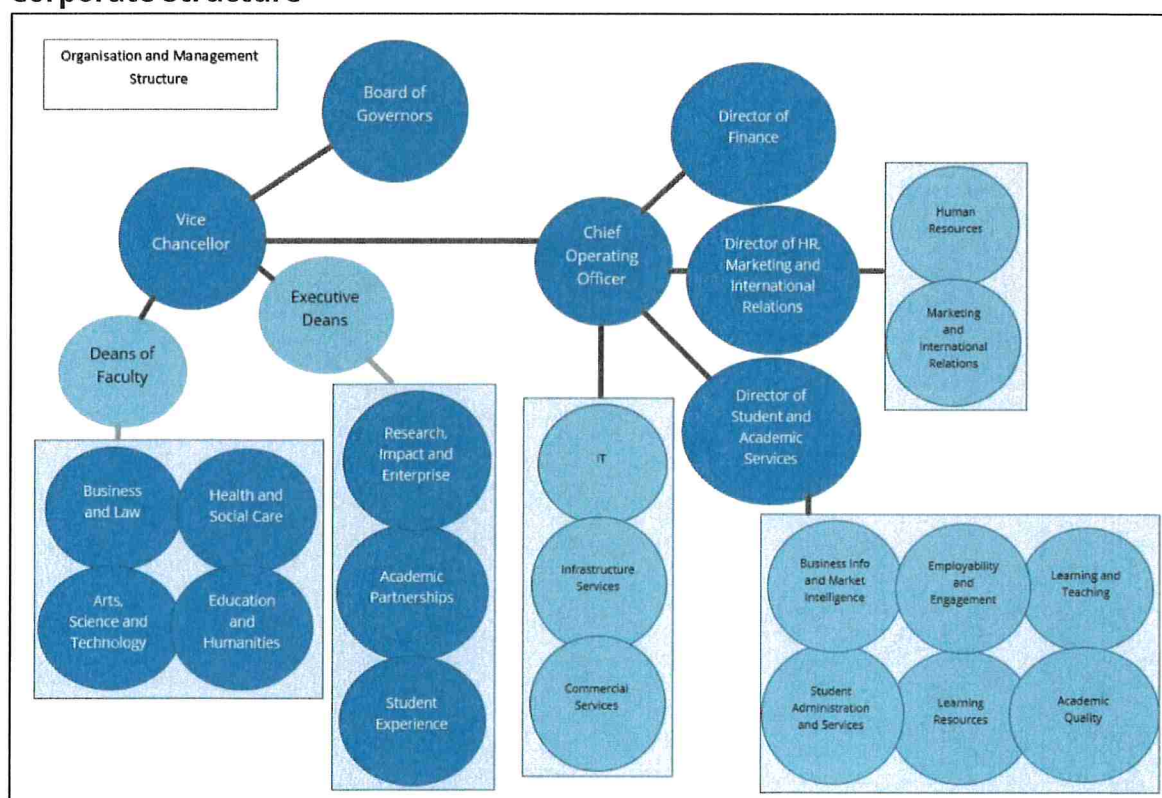 Corporate Structure
Organisation and Management
Structure
Board of
Governors
Director of
Finance
Vice
Chancellor
Chief
Operating
Officer
Director of HR,
Marketing and
International
Relations
Human
Resources
Marketing
and
International
Relations
Executive
Deans
Deans of
Faculty
Director of
Student and
Academic
Services
Business
and Law
Health and
Social Care
Arts,
Science and
Technology
Education
and
Humanities
Research,
Impact and
Enterprise
Academic
Partnerships
Student
Experience
IT
Infrastructure
Services
Commercial
Services
Business Info
and Market
Intelligence
Employability
and
Engagement
Learning and
Teaching
Student
Administration
and Services
Learning
Resources
Academic
Quality